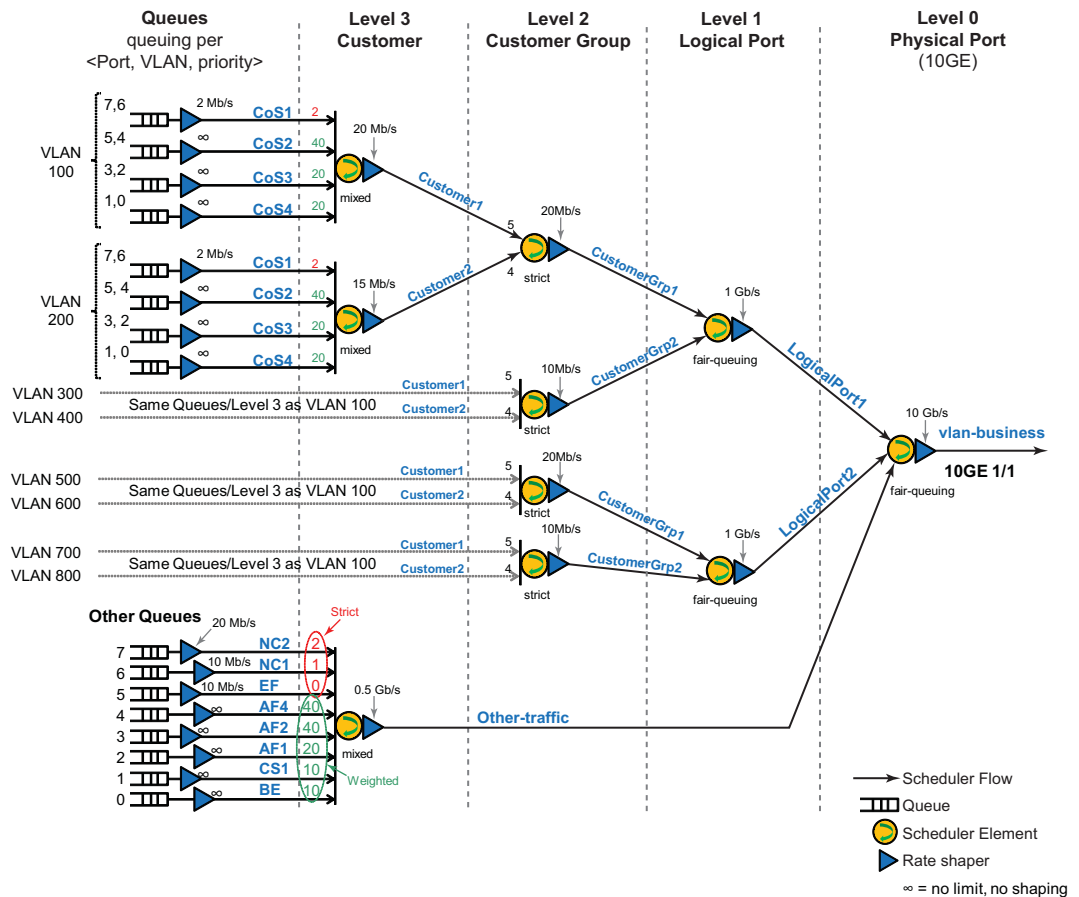 Queues
queuing per
<Port, VLAN, priority>
Level 3
Customer
Level 2
Customer Group
Level 1
Logical Port
Level 0
Physical Port
(10GE)
VLAN
100
7,6
2 Mb/s
CoS1
2
5,4
∞
CoS2
40
3,2
∞
CoS3
20
1,0
∞
CoS4
20
20 Mb/s
mixed
Customer1
VLAN
200
7,6
2 Mb/s
CoS1
2
5, 4
∞
CoS2
40
3, 2
∞
CoS3
20
1, 0
∞
CoS4
20
15 Mb/s
mixed
Customer2
5
4
20Mb/s
strict
CustomerGrp1
1 Gb/s
fair-queuing
CustomerGrp2
LogicalPort1
VLAN 300
Customer1
5
Same Queues/Level 3 as VLAN 100
VLAN 400
Customer2
4
10Mb/s
strict
10 Gb/s
vlan-business
10GE 1/1
fair-queuing
VLAN 500
Customer1
5
Same Queues/Level 3 as VLAN 100
VLAN 600
Customer2
4
20Mb/s
strict
CustomerGrp1
LogicalPort2
VLAN 700
Customer1
5
Same Queues/Level 3 as VLAN 100
VLAN 800
Customer2
4
10Mb/s
strict
CustomerGrp2
1 Gb/s
fair-queuing
Other Queues
20 Mb/s
Strict
7
NC2
2
6
10 Mb/s
NC1
1
5
10 Mb/s
EF
0
4
∞
AF4
40
3
∞
AF2
40
2
∞
AF1
20
1
∞
CS1
10
0
∞
BE
10
Weighted
0.5 Gb/s
mixed
Other-traffic
Scheduler Flow
Queue
Scheduler Element
Rate shaper
∞ = no limit, no shaping